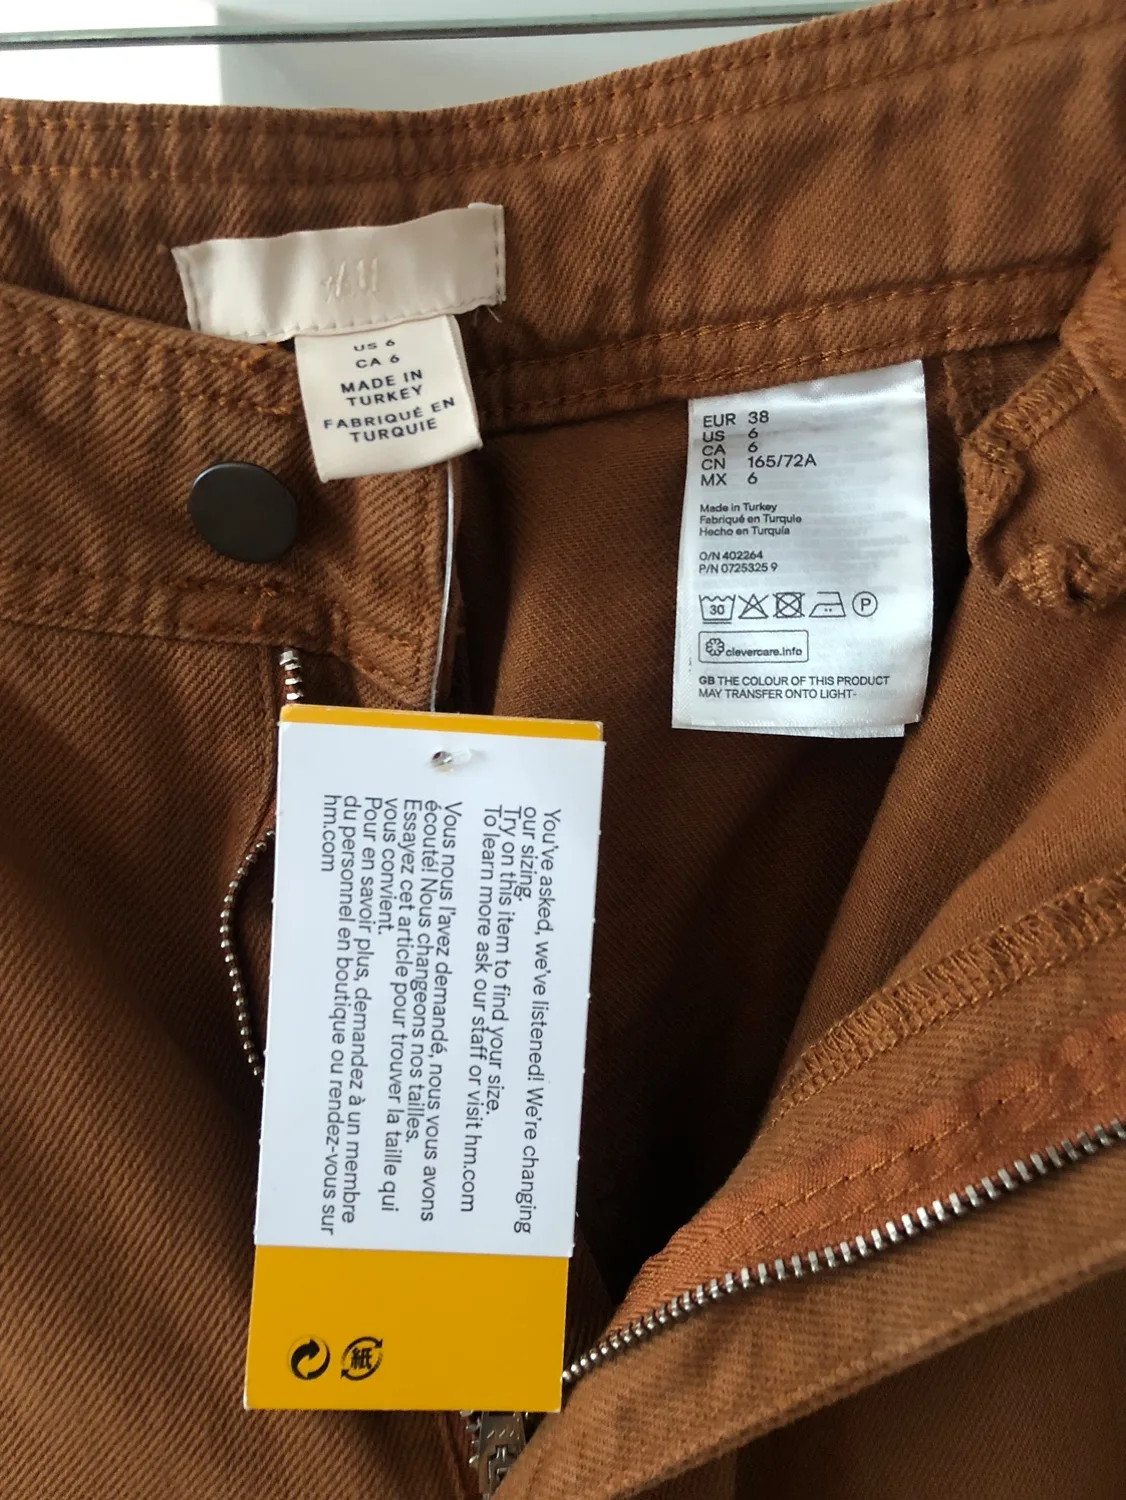 H&M
US 6
CA 6
MADE IN
TURKEY
FABRIQUÉ EN
TURQUIE
EUR 38
US 6
CA 6
CN 165/72A
MX 6
Made in Turkey
Fabriqué en Turquie
Hecho en Turquía
O/N 402264
P/N 0725325 9
30
P
clevercare.info
GB THE COLOUR OF THIS PRODUCT
MAY TRANSFER ONTO LIGHT-
You've asked, we've listened! We're changing
our sizing.
Try on this item to find your size.
To learn more ask our staff or visit hm.com
Vous nous l'avez demandé, nous vous avons
écouté! Nous changeons nos tailles.
Essayez cet article pour trouver la taille qui
vous convient.
Pour en savoir plus, demandez à un membre
du personnel en boutique ou rendez-vous sur
hm.com